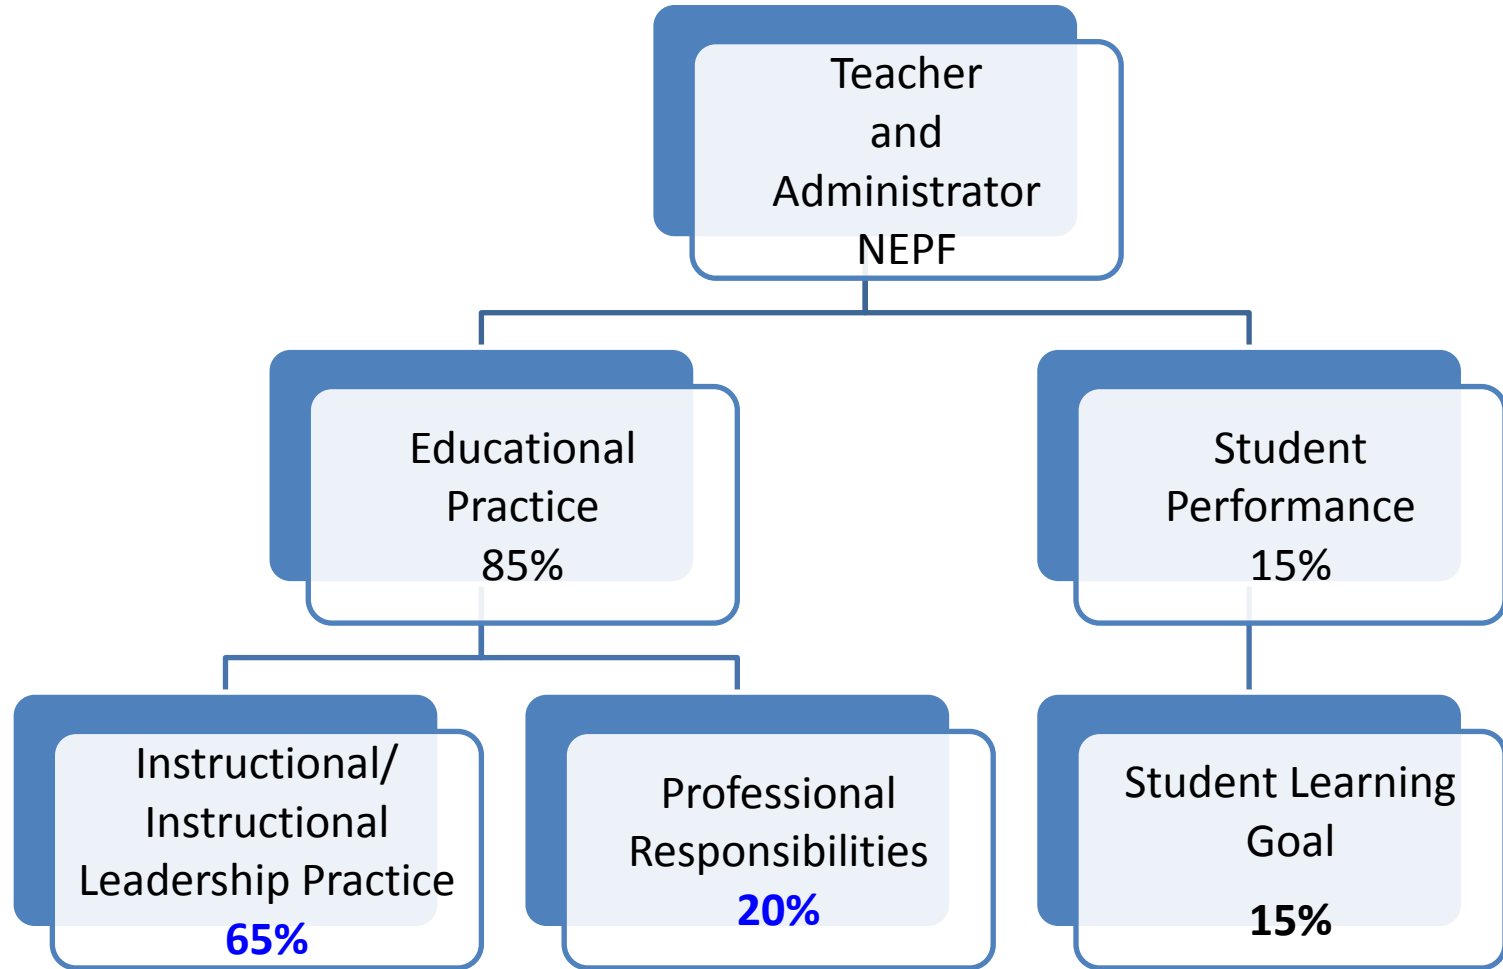 Teacher
and
Administrator
NEPF
Educational
Practice
85%
Student
Performance
15%
Instructional/
Instructional
Leadership Practice
65%
Professional
Responsibilities
20%
Student Learning
Goal
15%